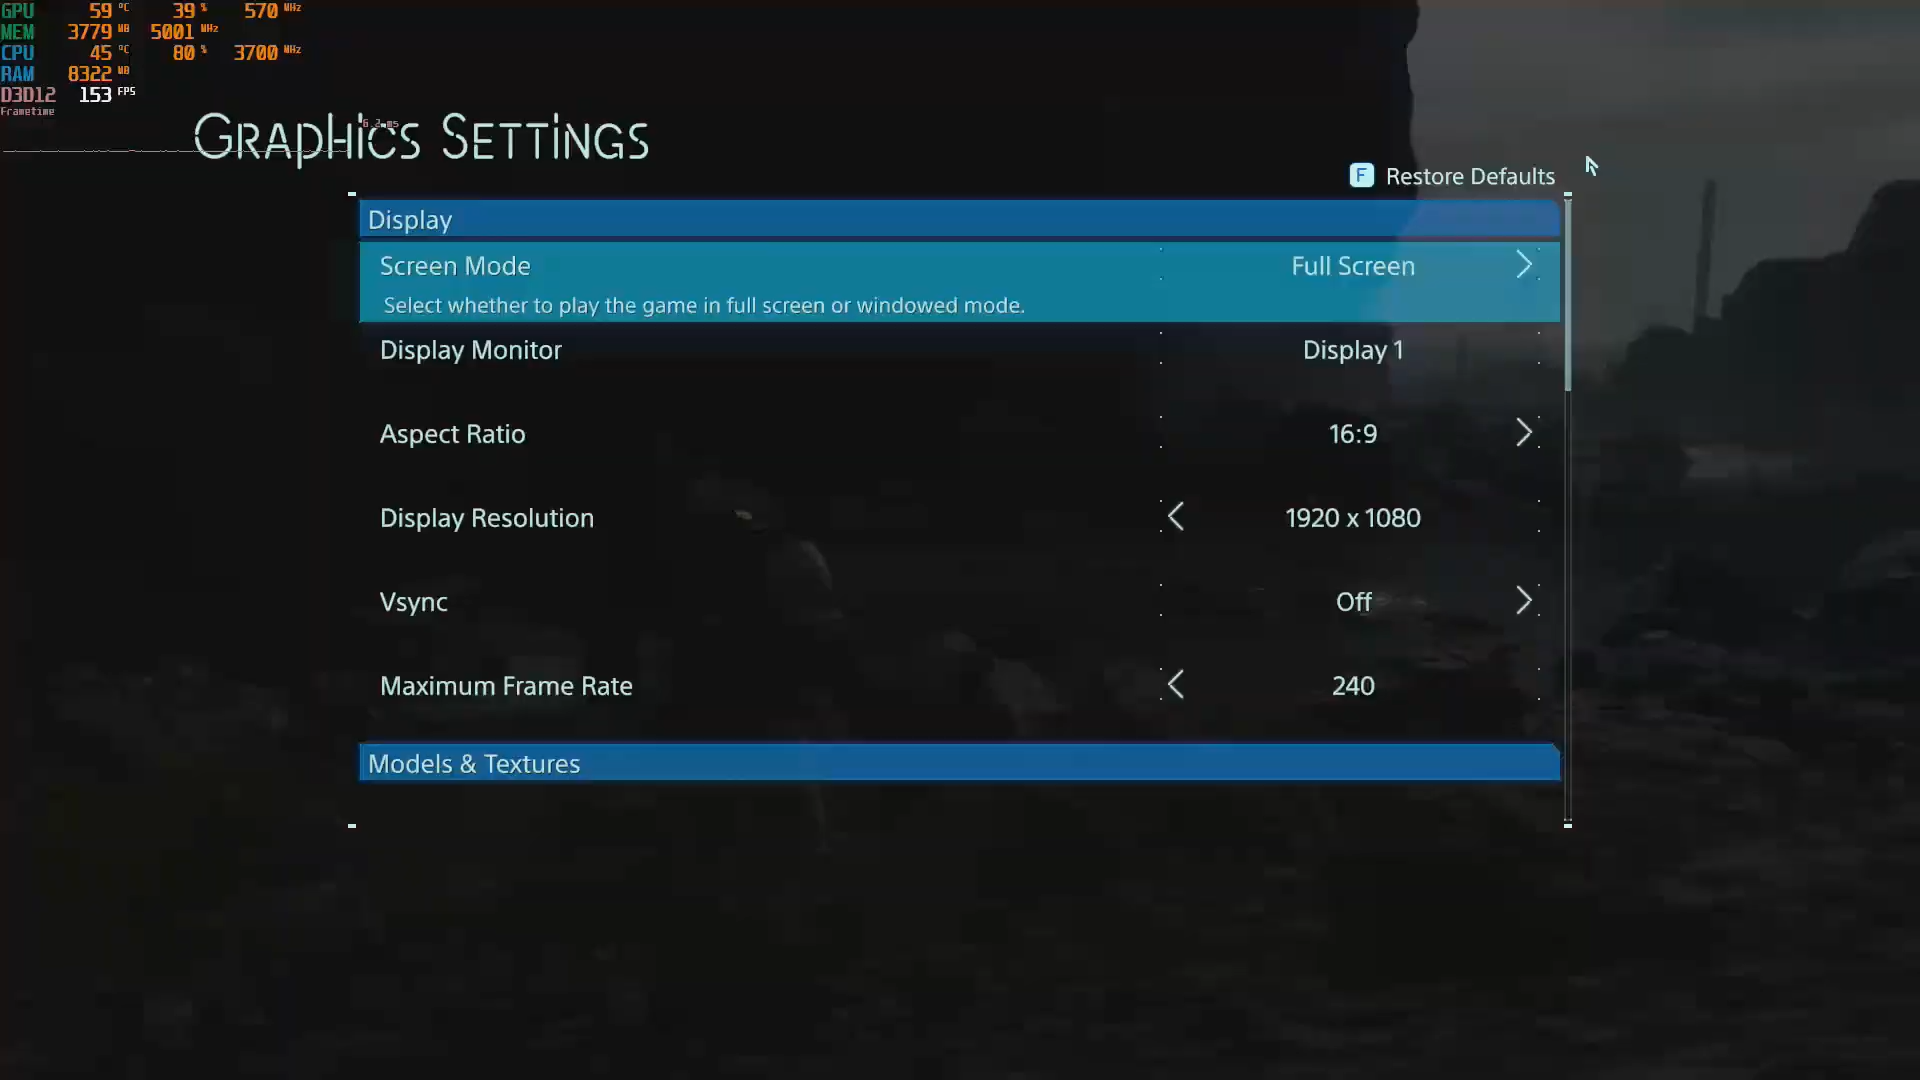 GPU 59 °C 39 % 570 MHz
MEM 3779 MB 5001 MHz
CPU 45 °C 80 % 3700 MHz
RAM 8322 MB
D3D12 153 FPS
Frametime
6.2 ms
Graphics Settings
F Restore Defaults
Display
Screen Mode Full Screen
Select whether to play the game in full screen or windowed mode.
Display Monitor Display 1
Aspect Ratio 16:9
Display Resolution 1920 x 1080
Vsync Off
Maximum Frame Rate 240
Models & Textures